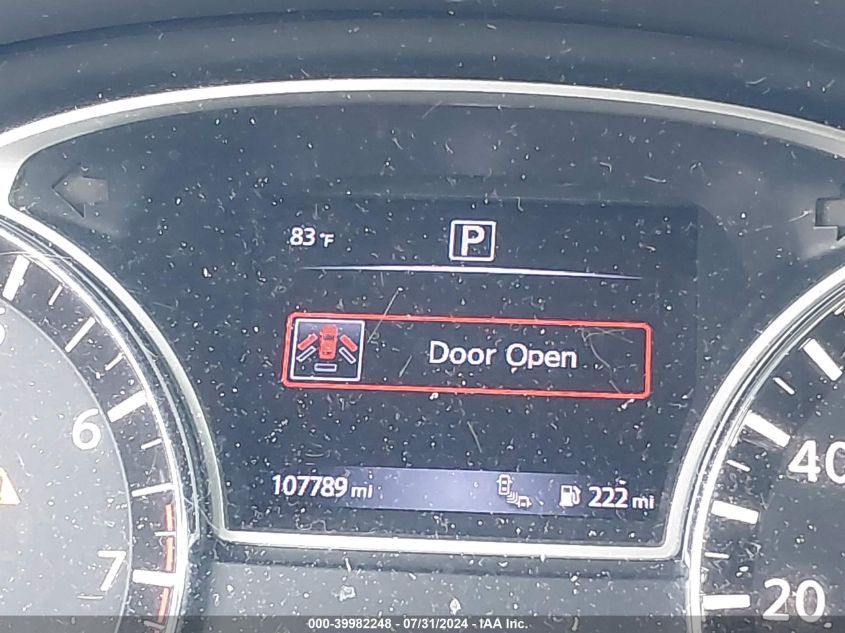 83 °F
P
Door Open
6
7
107789 mi
222 mi
40
20
000-39982248 - 07/31/2024 - IAA Inc.